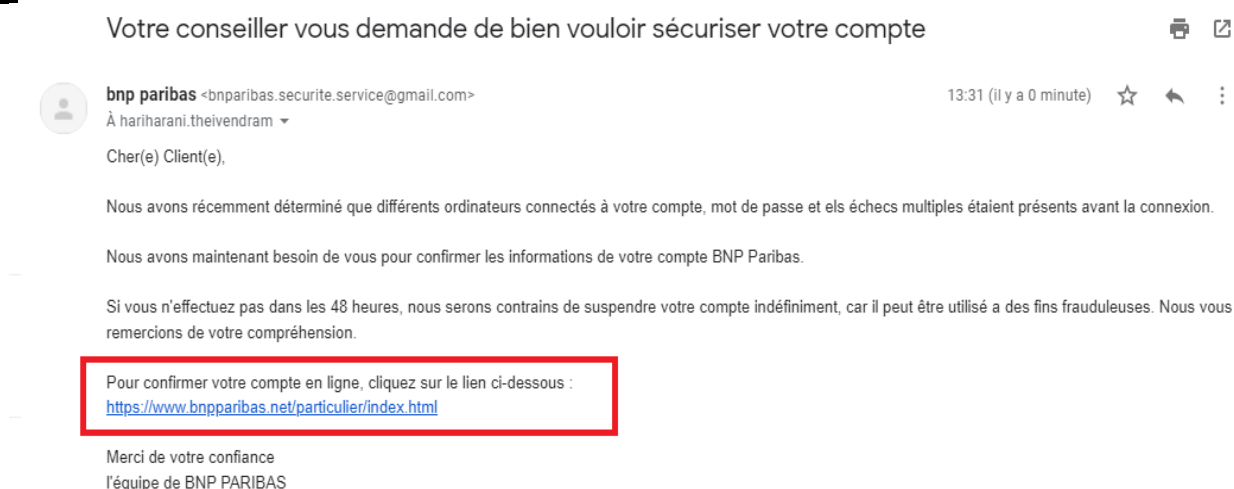 Votre conseiller vous demande de bien vouloir sécuriser votre compte
bnp paribas <bnparibas.securite.service@gmail.com>
13:31 (il y a 0 minute)
À hariharani.theivendram
Cher(e) Client(e),
Nous avons récemment déterminé que différents ordinateurs connectés à votre compte, mot de passe et els échecs multiples étaient présents avant la connexion.
Nous avons maintenant besoin de vous pour confirmer les informations de votre compte BNP Paribas.
Si vous n'effectuez pas dans les 48 heures, nous serons contrains de suspendre votre compte indéfiniment, car il peut être utilisé a des fins frauduleuses. Nous vous
remercions de votre compréhension.
Pour confirmer votre compte en ligne, cliquez sur le lien ci-dessous :
https://www.bnpparibas.net/particulier/index.html
Merci de votre confiance
l'équipe de BNP PARIBAS